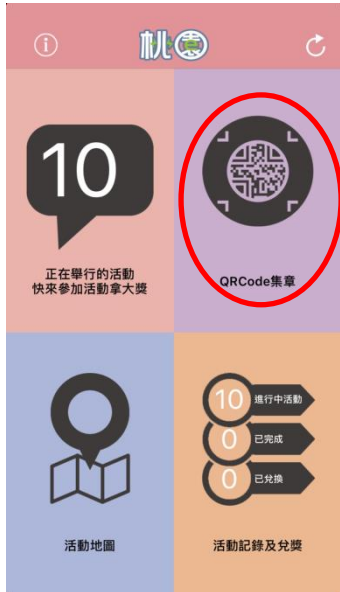 桃園
10
正在舉行的活動
快來參加活動拿大獎
QRCode集章
活動地圖
10 進行中活動
0 已完成
0 已兌換
活動記錄及兌獎